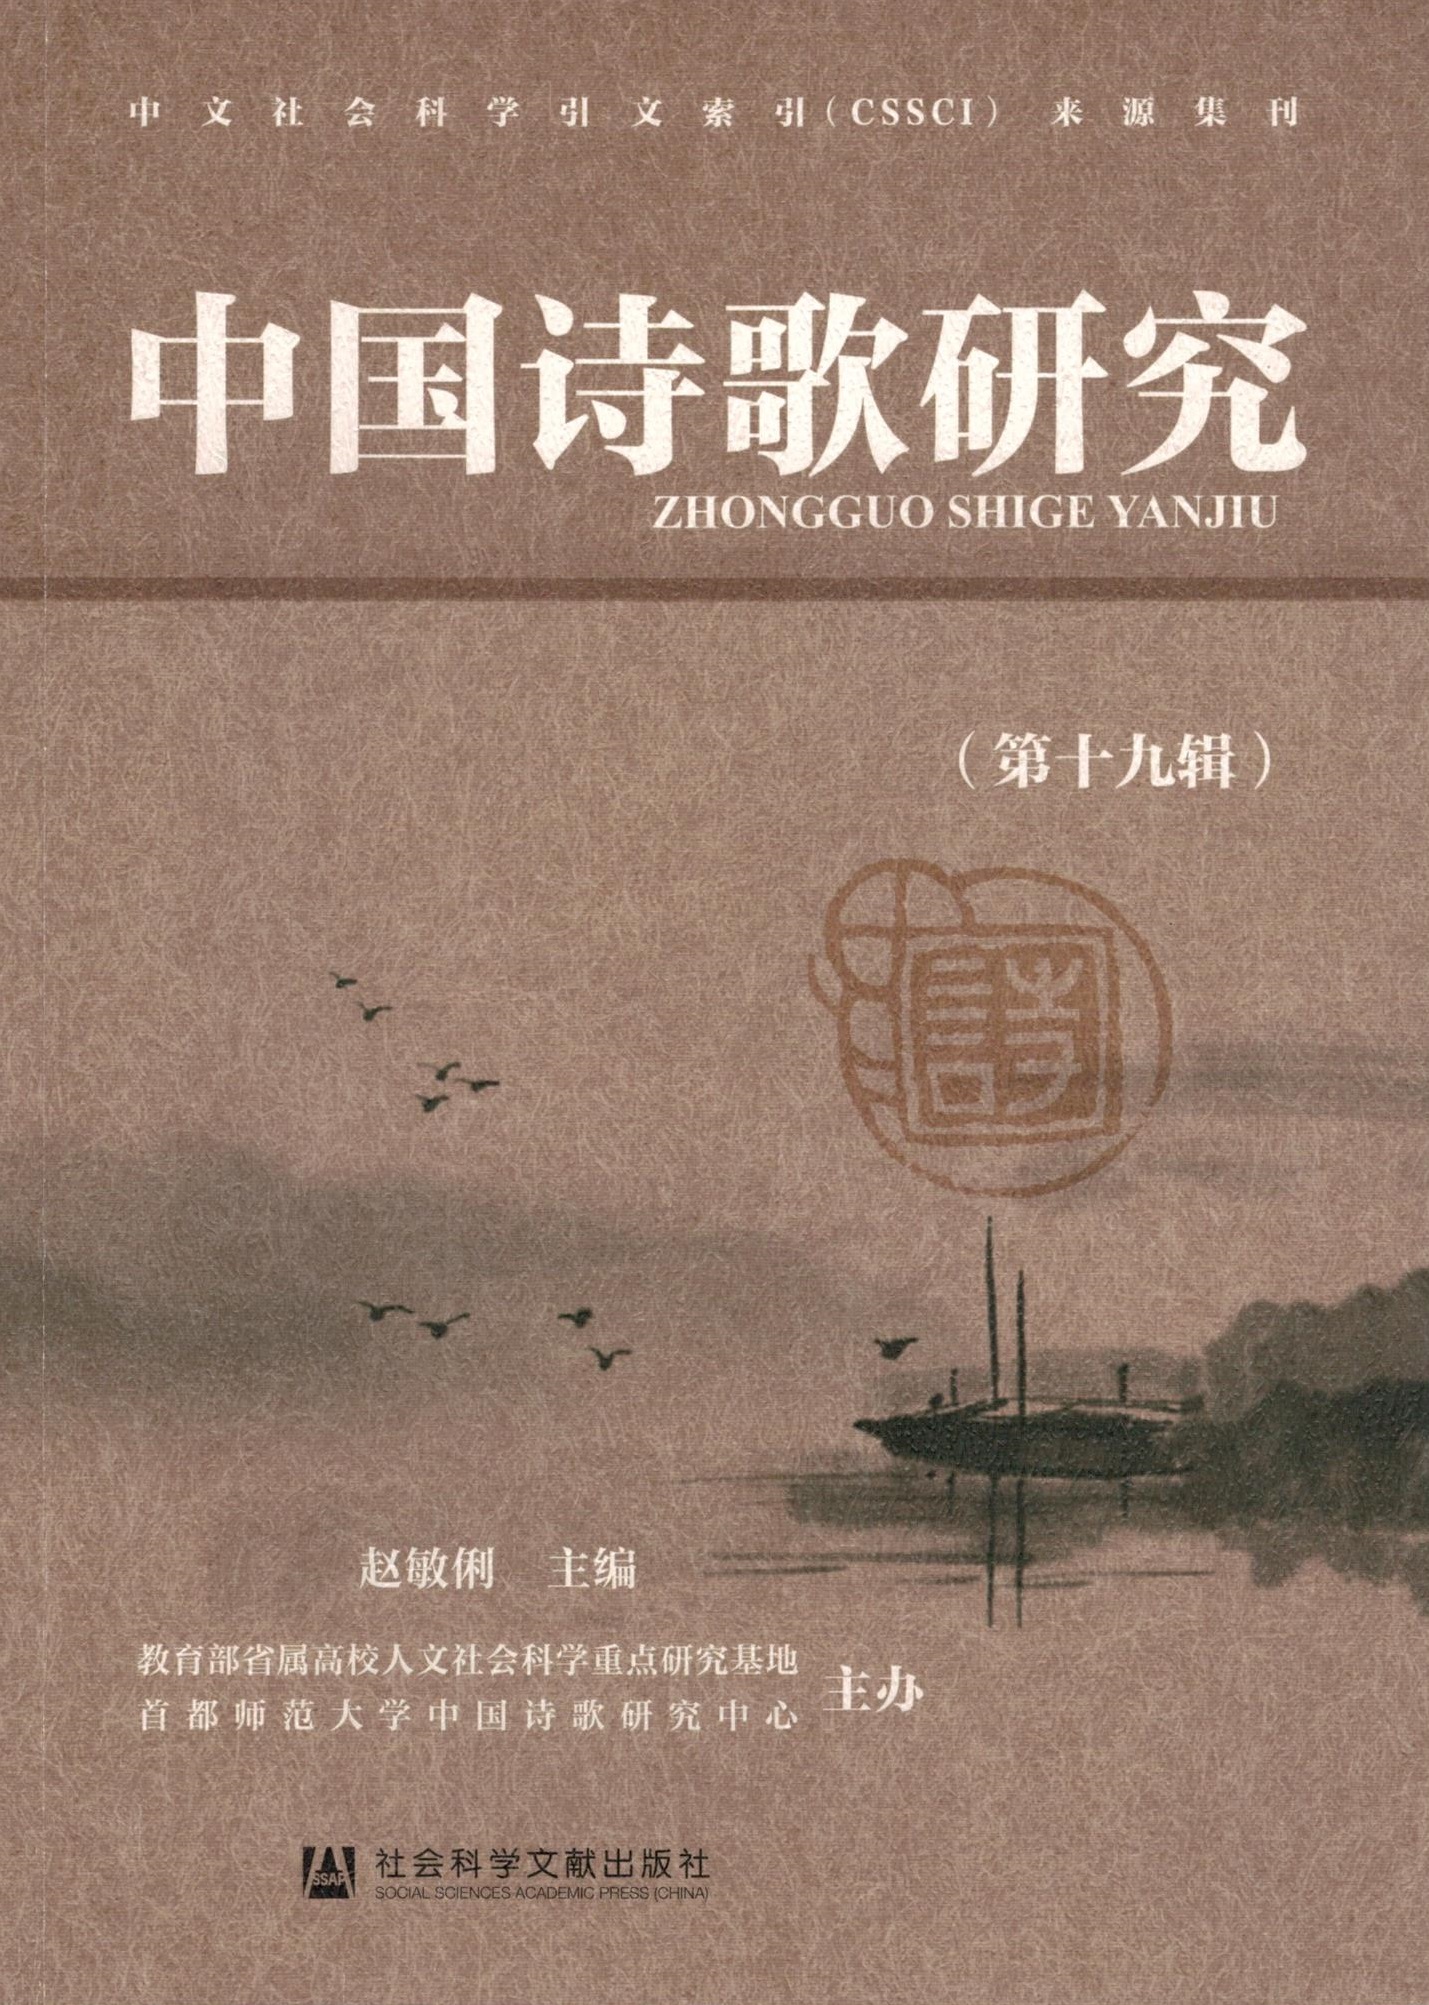 中文社会科学引文索引（CSSCI）来源集刊
中国诗歌研究
ZHONGGUO SHIGE YANJIU
（第十九辑）
诗
赵敏俐 主编
教育部省属高校人文社会科学重点研究基地
首都师范大学中国诗歌研究中心
主办
SSAP
社会科学文献出版社
SOCIAL SCIENCES ACADEMIC PRESS (CHINA)